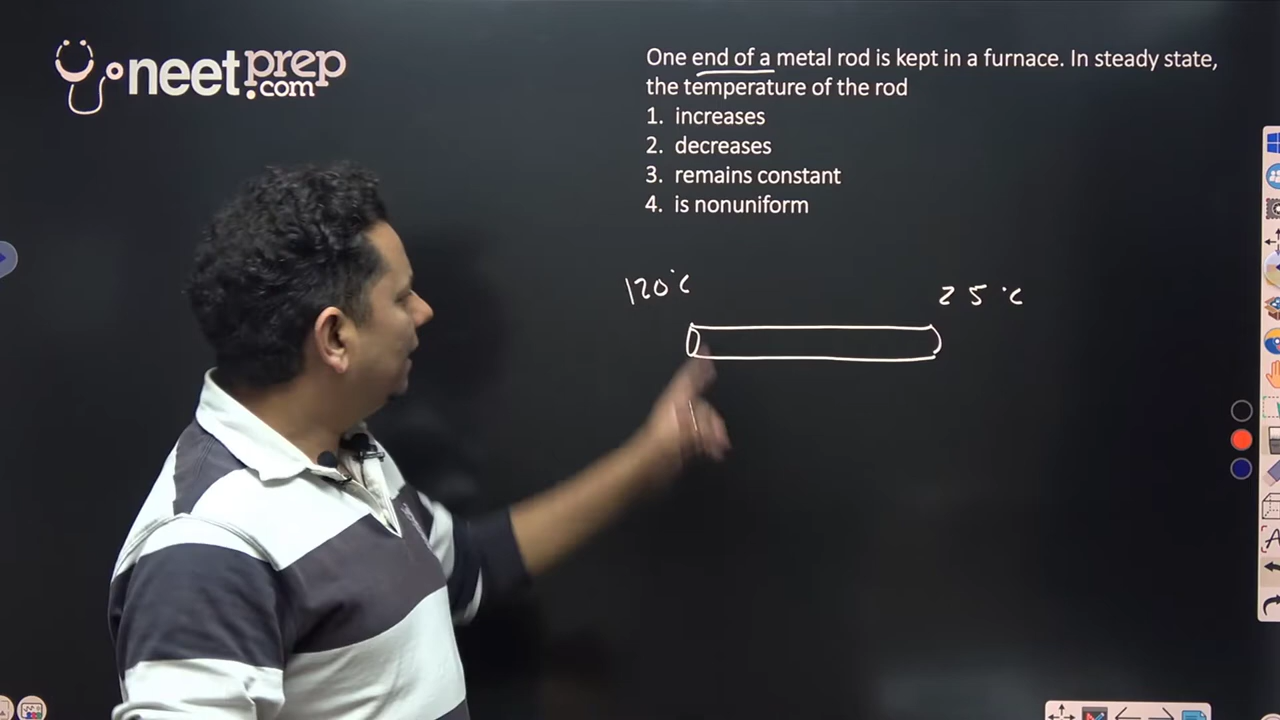 neetprep
.com
One end of a metal rod is kept in a furnace. In steady state,
the temperature of the rod
1. increases
2. decreases
3. remains constant
4. is nonuniform
120°C
25°C